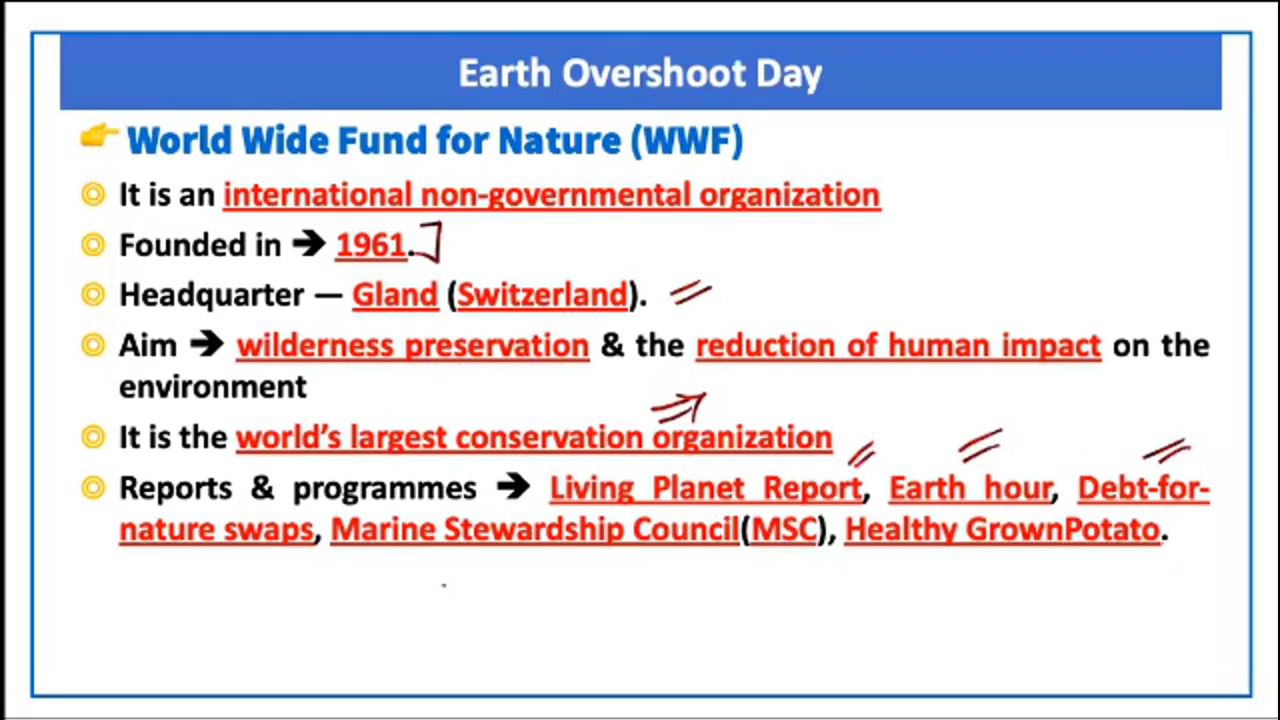 Earth Overshoot Day
World Wide Fund for Nature (WWF)
It is an international non-governmental organization
Founded in ➔ 1961.
Headquarter — Gland (Switzerland).
Aim ➔ wilderness preservation & the reduction of human impact on the
environment
It is the world's largest conservation organization
Reports & programmes ➔ Living Planet Report, Earth hour, Debt-for-
nature swaps, Marine Stewardship Council(MSC), Healthy GrownPotato.